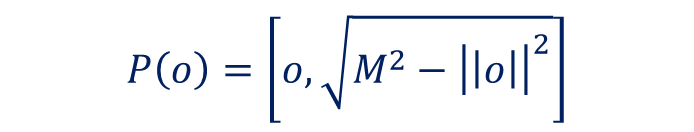 P(o) = [o, √(M² − ||o||²)]